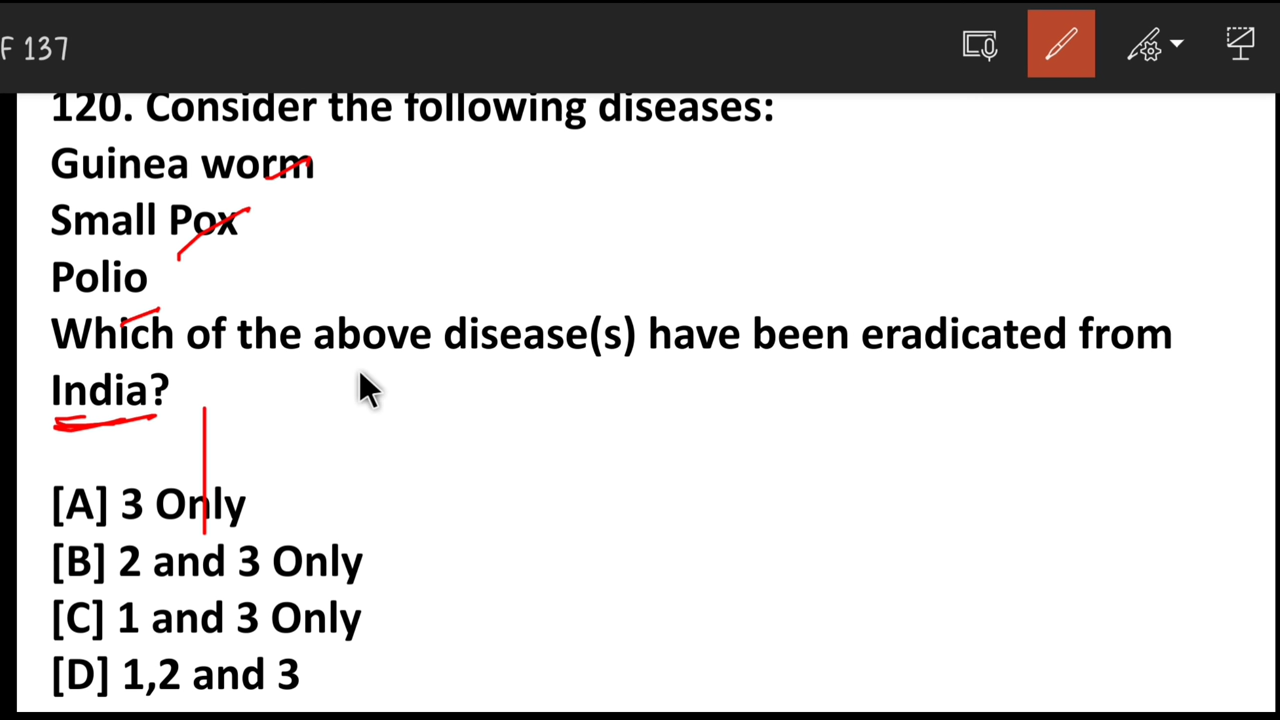 F 137
120. Consider the following diseases:
Guinea worm
Small Pox
Polio
Which of the above disease(s) have been eradicated from
India?
[A] 3 Only
[B] 2 and 3 Only
[C] 1 and 3 Only
[D] 1,2 and 3